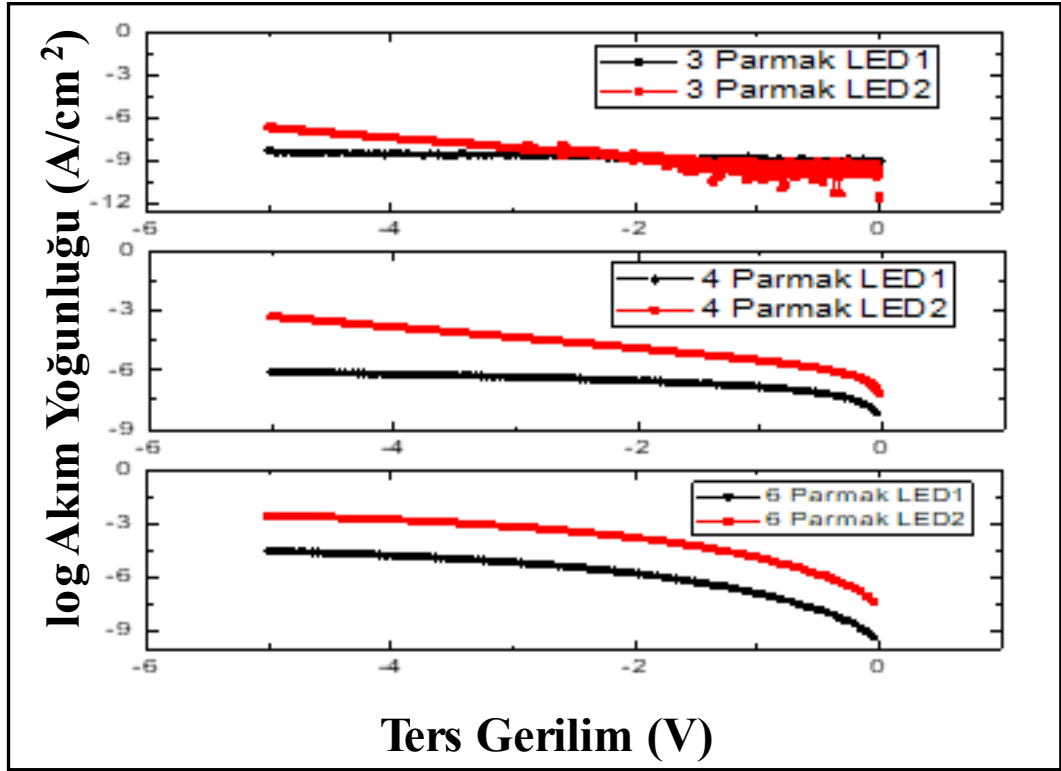 log Akım Yoğunluğu (A/cm²)
0
-3
-6
-9
-12
3 Parmak LED1
3 Parmak LED2
-6 -4 -2 0
0
-3
-6
-9
4 Parmak LED1
4 Parmak LED2
-6 -4 -2 0
0
-3
-6
-9
6 Parmak LED1
6 Parmak LED2
-6 -4 -2 0
Ters Gerilim (V)